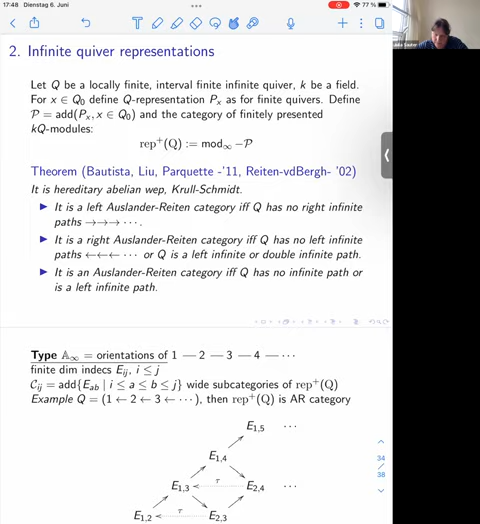 17:48 Dienstag 6. Juni
77 %
2. Infinite quiver representations
Let Q be a locally finite, interval finite infinite quiver, k be a field.
For x ∈ Q₀ define Q-representation Pₓ as for finite quivers. Define
𝒫 = add(Pₓ, x ∈ Q₀) and the category of finitely presented
kQ-modules:
rep⁺(Q) := mod∞ −𝒫
Theorem (Bautista, Liu, Parquette -'11, Reiten-vdBergh- '02)
It is hereditary abelian wep, Krull-Schmidt.
▶ It is a left Auslander-Reiten category iff Q has no right infinite
paths →→→ ⋯ .
▶ It is a right Auslander-Reiten category iff Q has no left infinite
paths ←←← ⋯ or Q is a left infinite or double infinite path.
▶ It is an Auslander-Reiten category iff Q has no infinite path or
is a left infinite path.
Type 𝔸∞ = orientations of 1 — 2 — 3 — 4 — ⋯
finite dim indecs Eᵢⱼ, i ≤ j
𝒞ᵢⱼ = add{E_ab | i ≤ a ≤ b ≤ j} wide subcategories of rep⁺(Q)
Example Q = (1 ← 2 ← 3 ← ⋯), then rep⁺(Q) is AR category
E₁,₅ ⋯
E₁,₄
34
/
38
E₁,₃ τ E₂,₄ ⋯
E₁,₂ τ E₂,₃